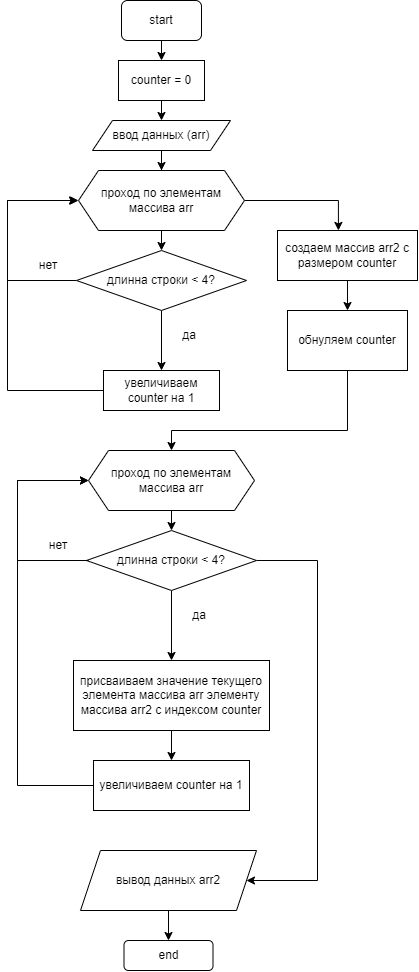 start
counter = 0
ввод данных (arr)
проход по элементам
массива arr
создаем массив arr2 с
размером counter
нет
длинна строки < 4?
да
обнуляем counter
увеличиваем
counter на 1
проход по элементам
массива arr
нет
длинна строки < 4?
да
присваиваем значение текущего
элемента массива arr элементу
массива arr2 с индексом counter
увеличиваем counter на 1
вывод данных arr2
end